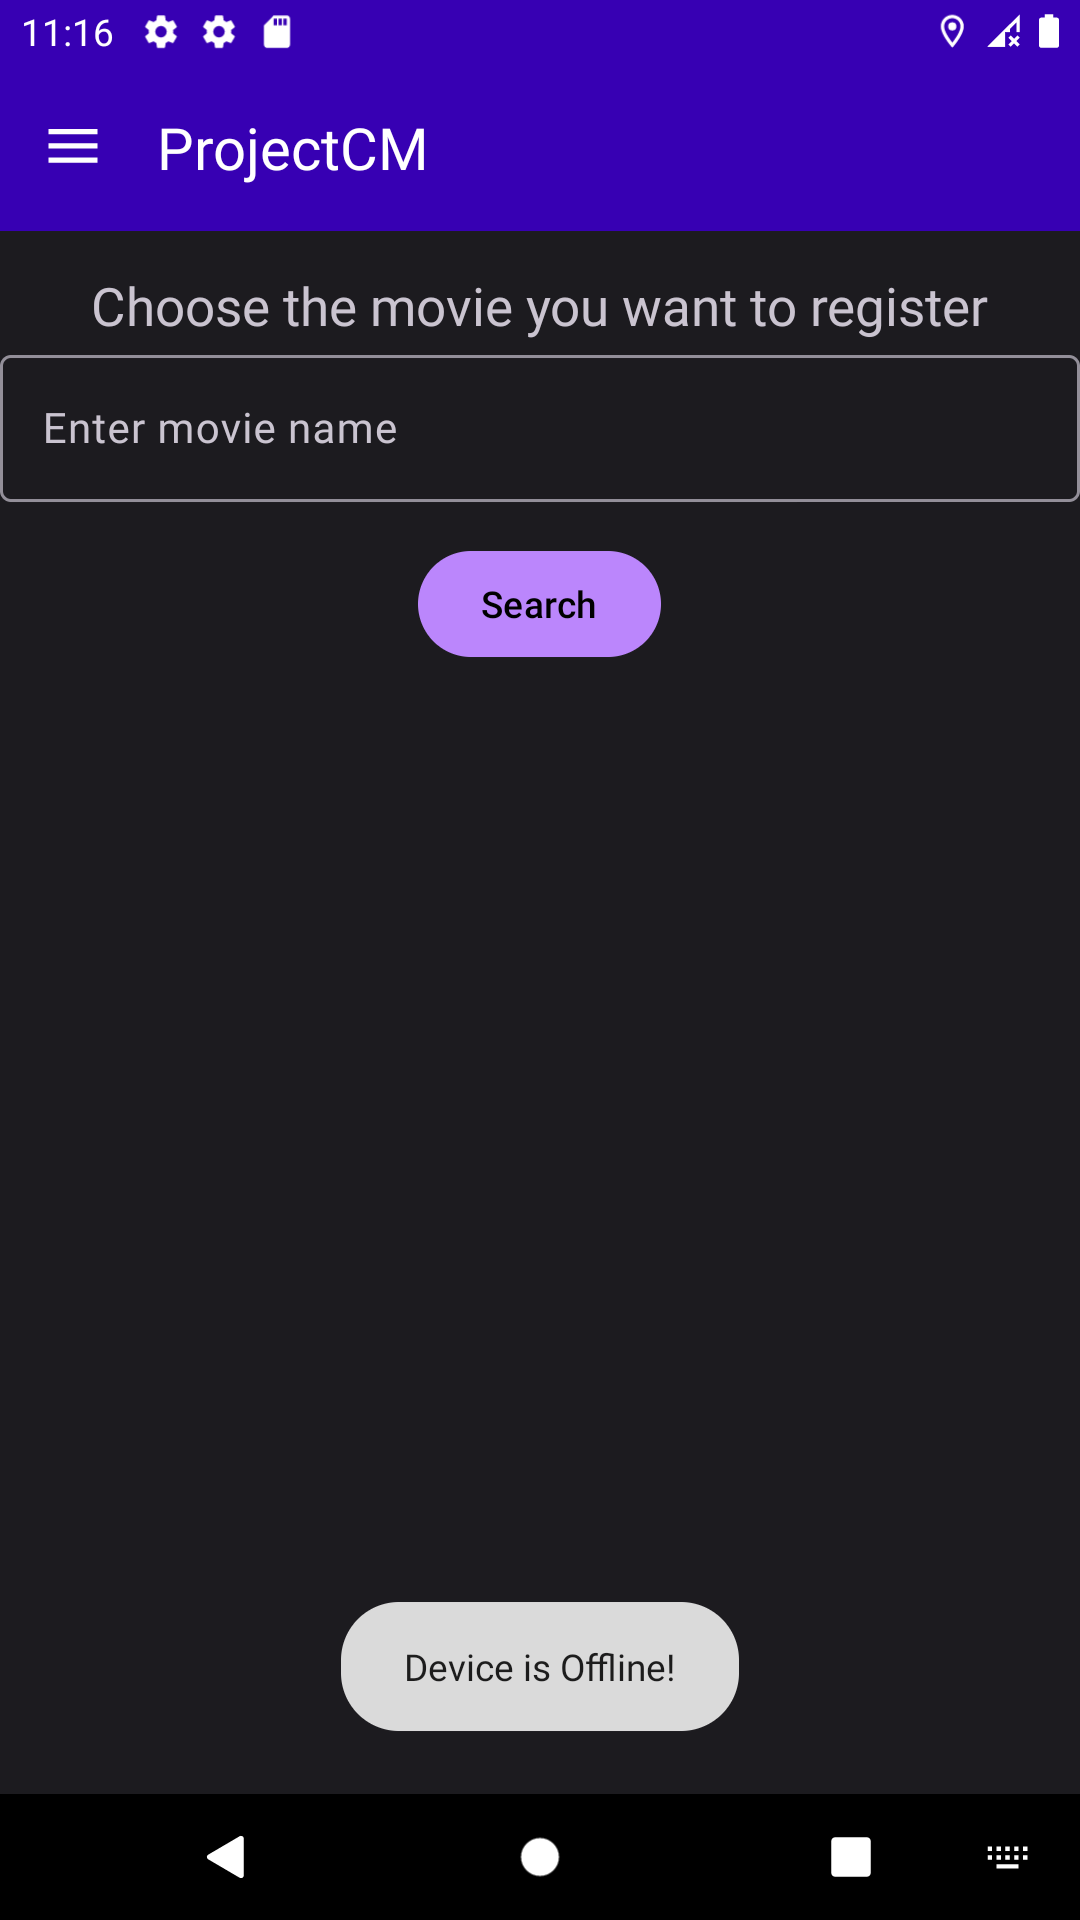 11:16
ProjectCM
Choose the movie you want to register
Enter movie name
Search
Device is Offline!